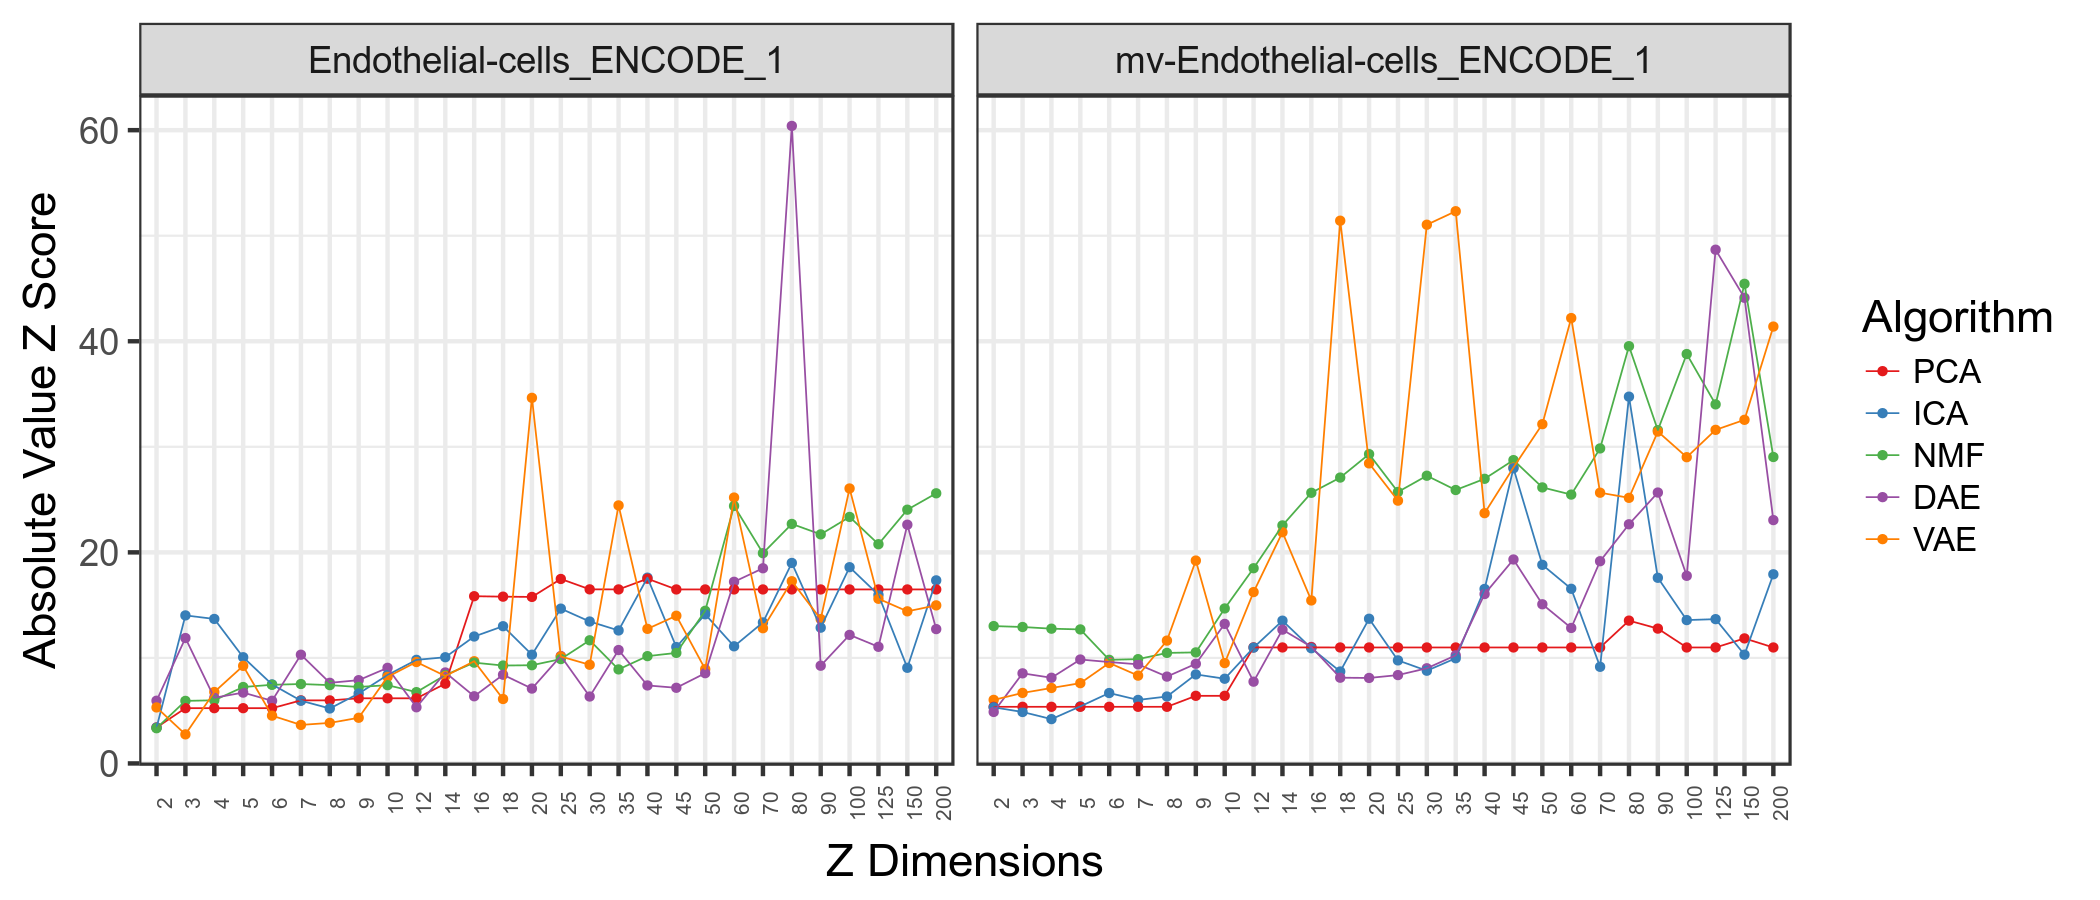 Endothelial-cells_ENCODE_1
mv-Endothelial-cells_ENCODE_1
Absolute Value Z Score
60
40
20
0
2 3 4 5 6 7 8 9 10 12 14 16 18 20 25 30 35 40 45 50 60 70 80 90 100 125 150 200
2 3 4 5 6 7 8 9 10 12 14 16 18 20 25 30 35 40 45 50 60 70 80 90 100 125 150 200
Z Dimensions
Algorithm
PCA
ICA
NMF
DAE
VAE